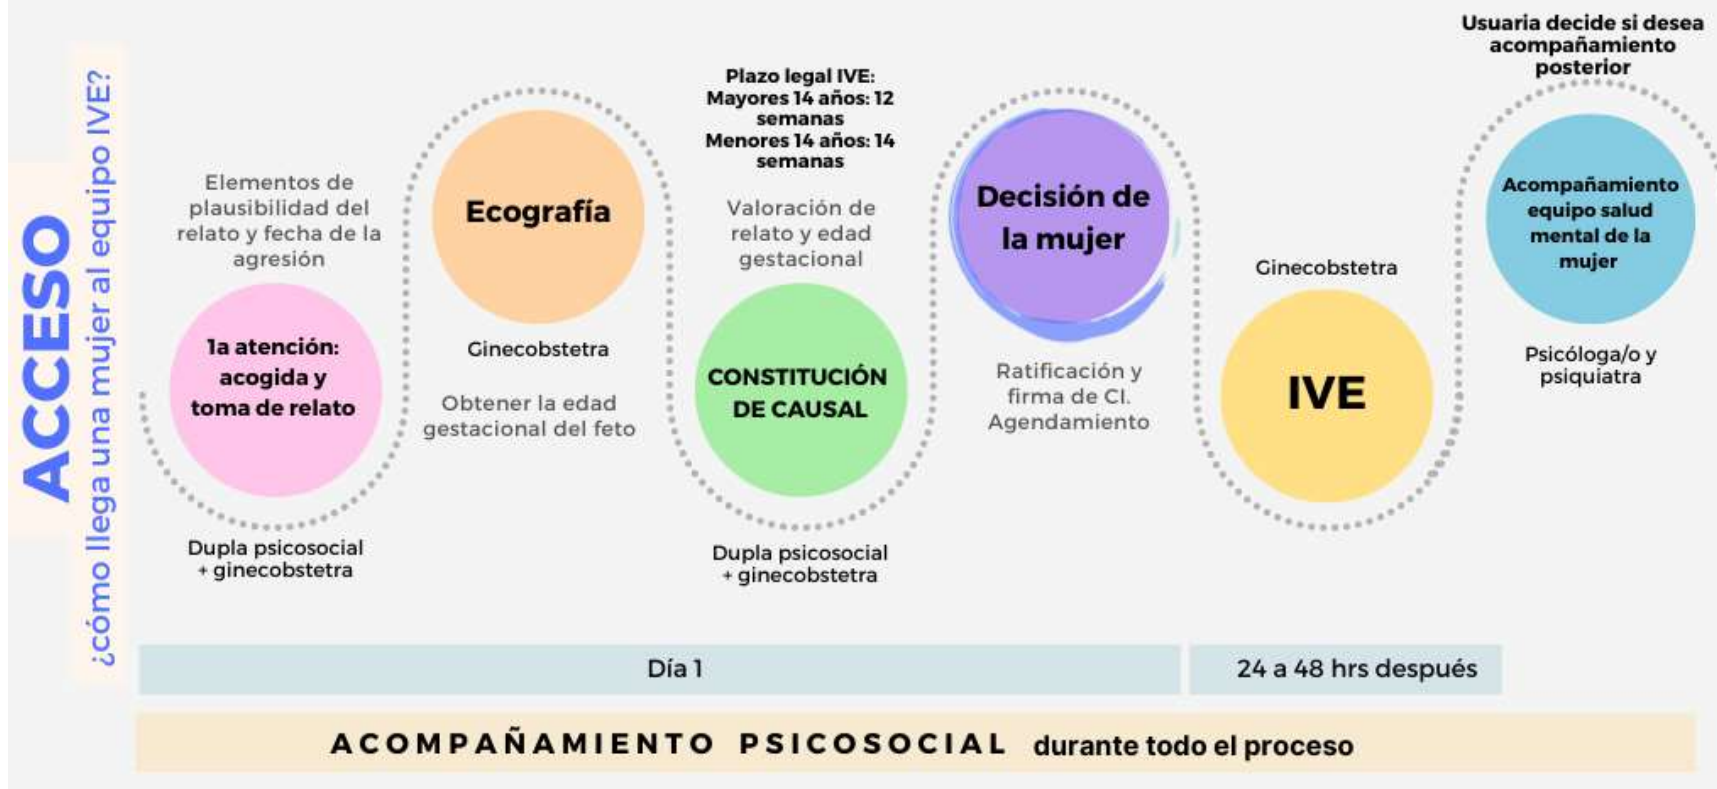 ACCESO
¿cómo llega una mujer al equipo IVE?
Elementos de
plausibilidad del
relato y fecha de la
agresión
1a atención:
acogida y
toma de relato
Dupla psicosocial
+ ginecobstetra
Ecografía
Ginecobstetra
Obtener la edad
gestacional del feto
Plazo legal IVE:
Mayores 14 años: 12
semanas
Menores 14 años: 14
semanas
Valoración de
relato y edad
gestacional
CONSTITUCIÓN
DE CAUSAL
Dupla psicosocial
+ ginecobstetra
Decisión de
la mujer
Ratificación y
firma de CI.
Agendamiento
Ginecobstetra
IVE
Usuaria decide si desea
acompañamiento
posterior
Acompañamiento
equipo salud
mental de la
mujer
Psicóloga/o y
psiquiatra
Día 1
24 a 48 hrs después
ACOMPAÑAMIENTO PSICOSOCIAL durante todo el proceso